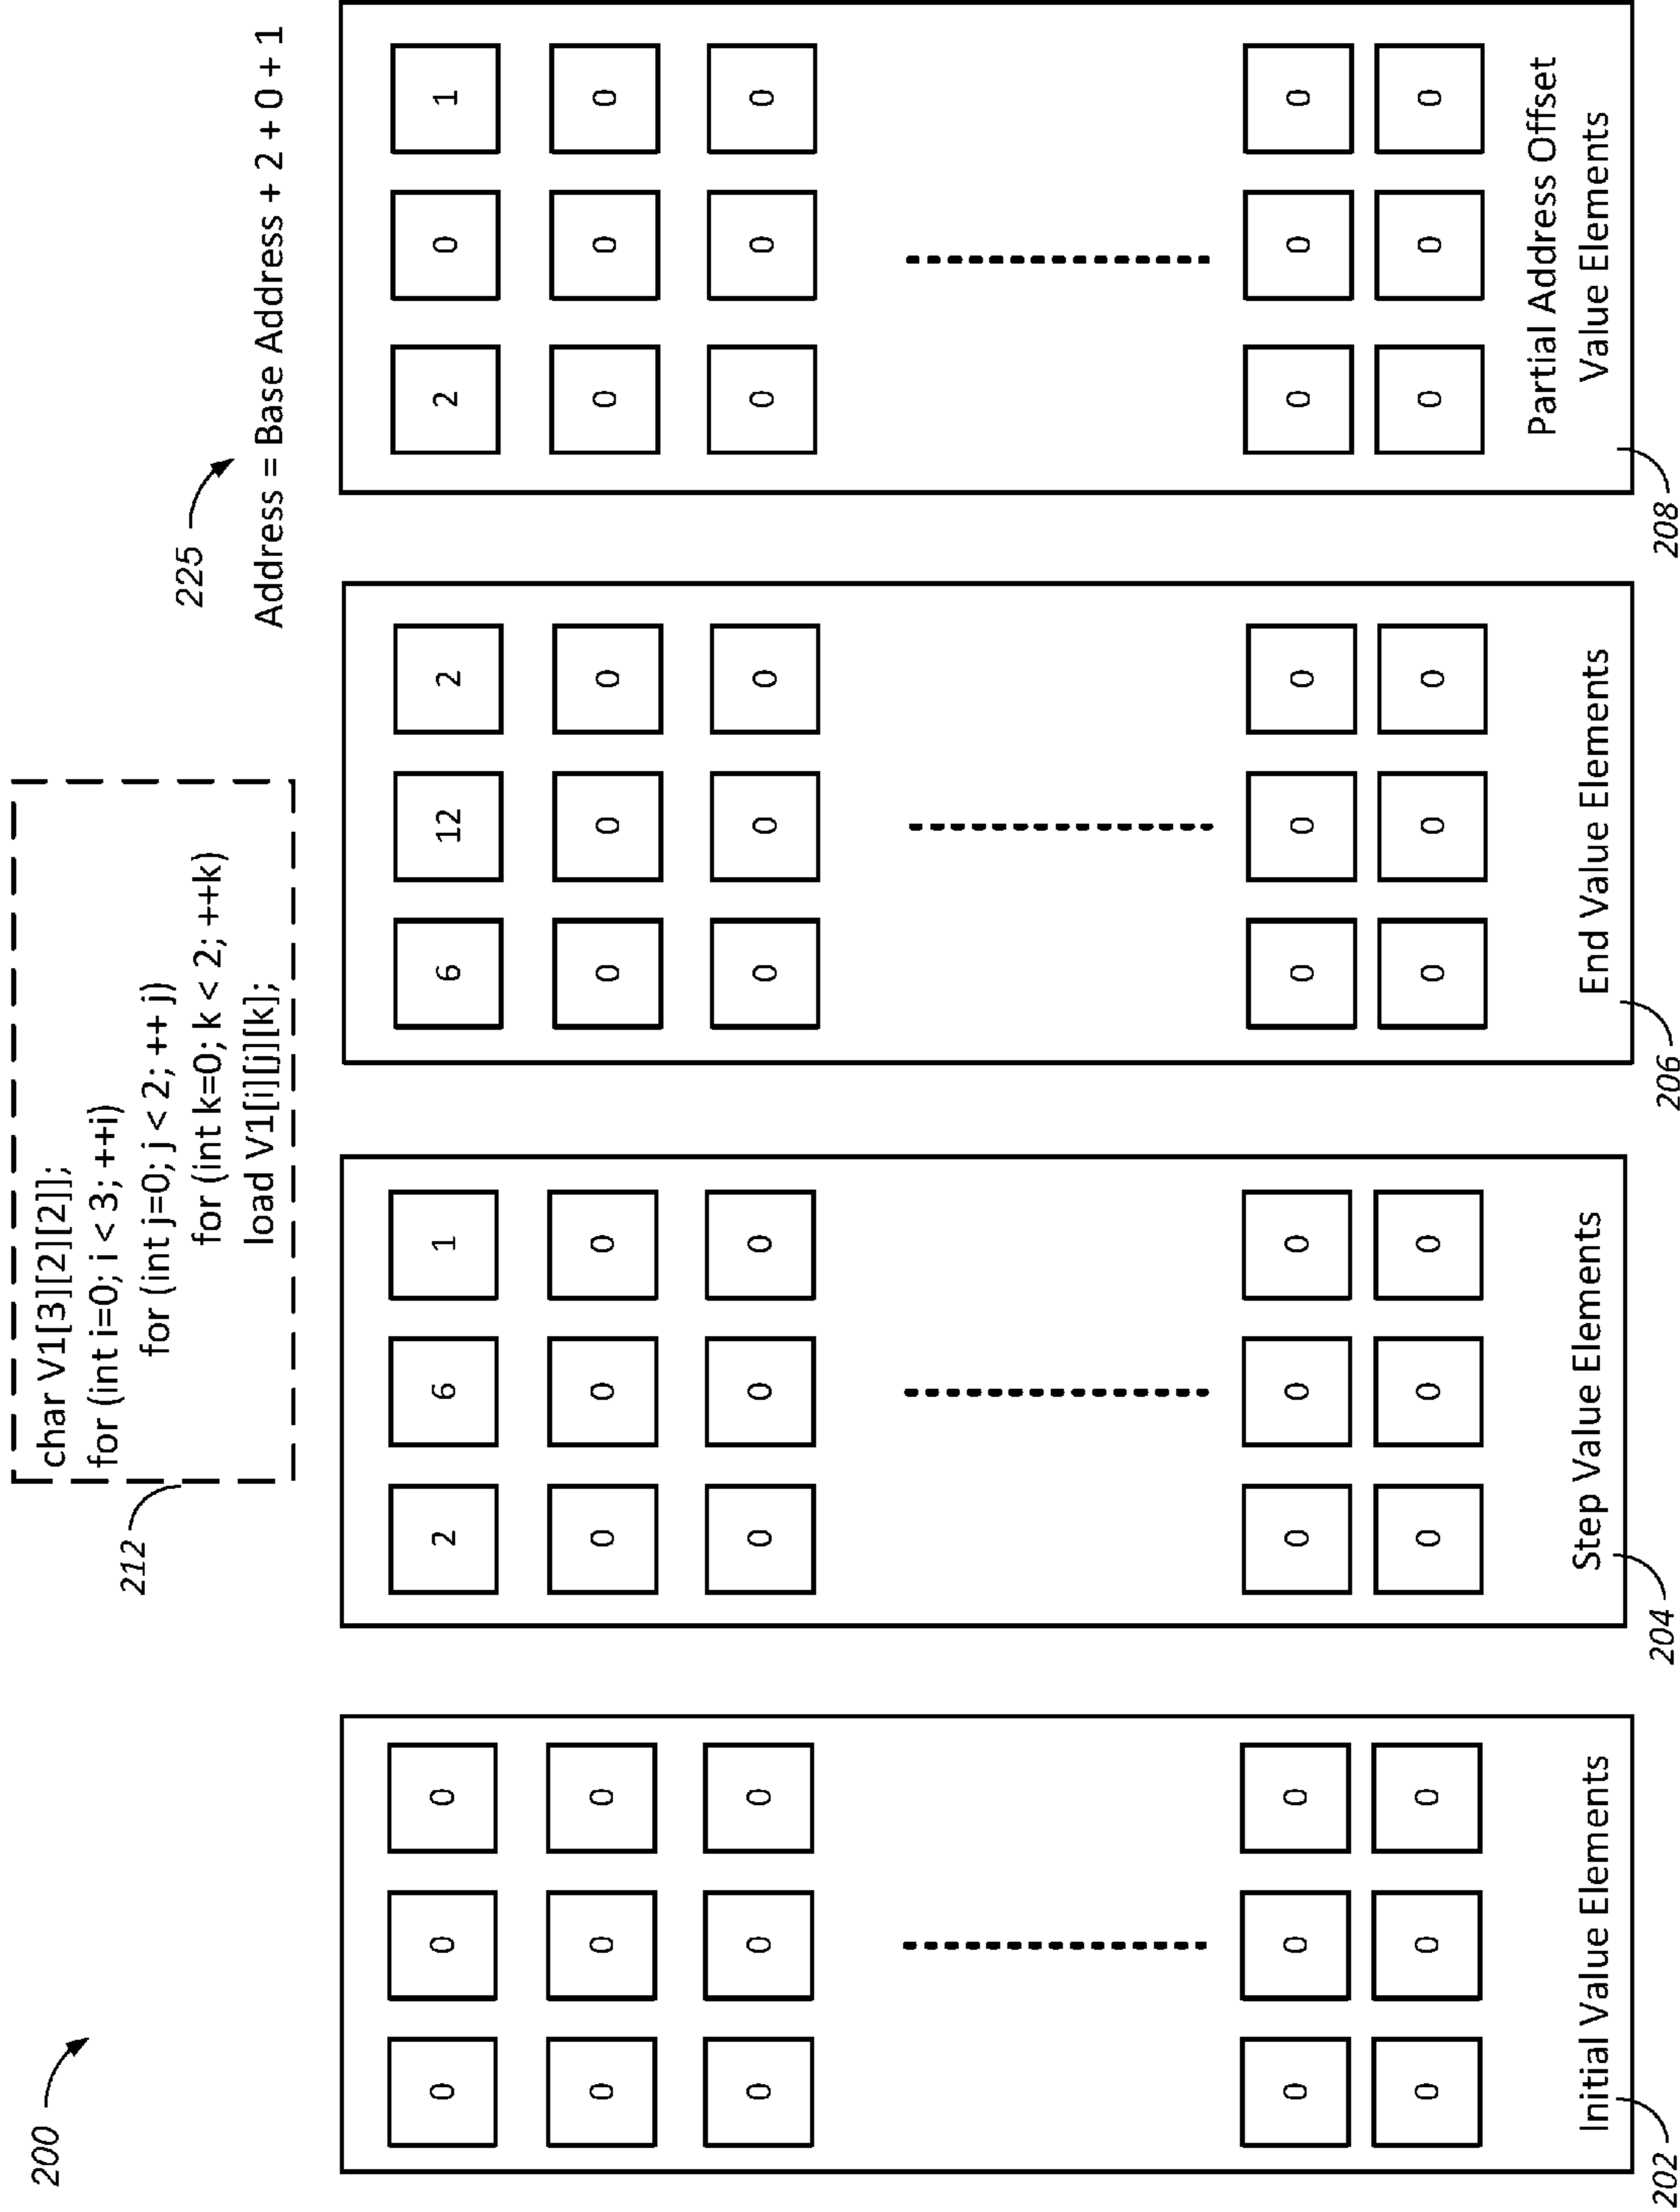 200
212
char V1[3][2][2]];
for (int i=0; i < 3; ++i)
for (int j=0; j < 2; ++ j)
for (int k=0; k < 2; ++k)
load V1[i][j][k];
225
Address = Base Address + 2 + 0 + 1
0 0 0
0 0 0
0 0 0
0 0 0
0 0 0
Initial Value Elements
202
2 6 1
0 0 0
0 0 0
0 0 0
0 0 0
Step Value Elements
204
6 12 2
0 0 0
0 0 0
0 0 0
0 0 0
End Value Elements
206
2 0 1
0 0 0
0 0 0
0 0 0
0 0 0
Partial Address Offset
Value Elements
208